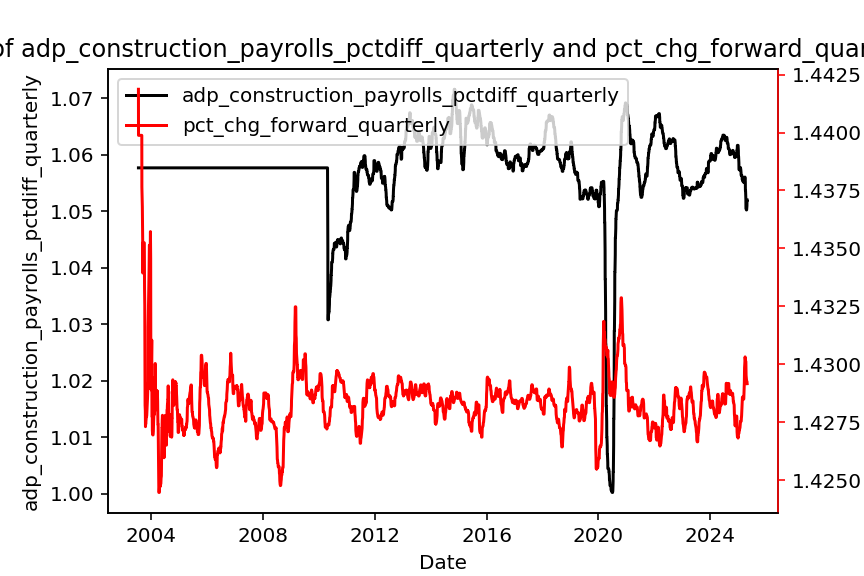 of adp_construction_payrolls_pctdiff_quarterly and pct_chg_forward_quar
adp_construction_payrolls_pctdiff_quarterly
pct_chg_forward_quarterly
adp_construction_payrolls_pctdiff_quarterly
1.07
1.06
1.05
1.04
1.03
1.02
1.01
1.00
1.4425
1.4400
1.4375
1.4350
1.4325
1.4300
1.4275
1.4250
2004 2008 2012 2016 2020 2024
Date